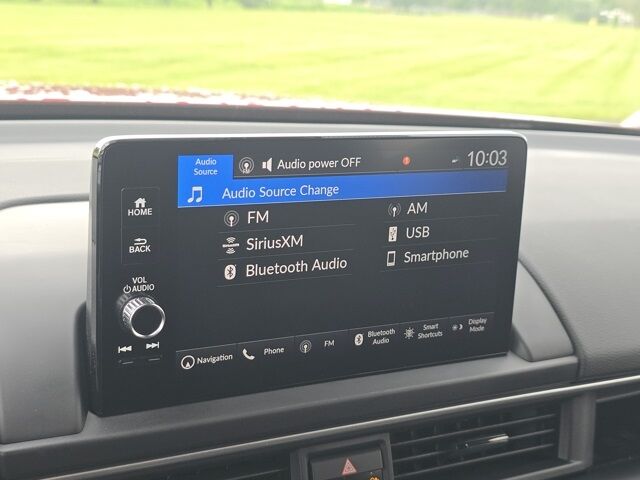 Audio
Source
Audio power OFF
10:03
Audio Source Change
HOME
FM
AM
SiriusXM
USB
BACK
Bluetooth Audio
Smartphone
VOL
AUDIO
Navigation
Phone
FM
Bluetooth
Audio
Smart
Shortcuts
Display
Mode